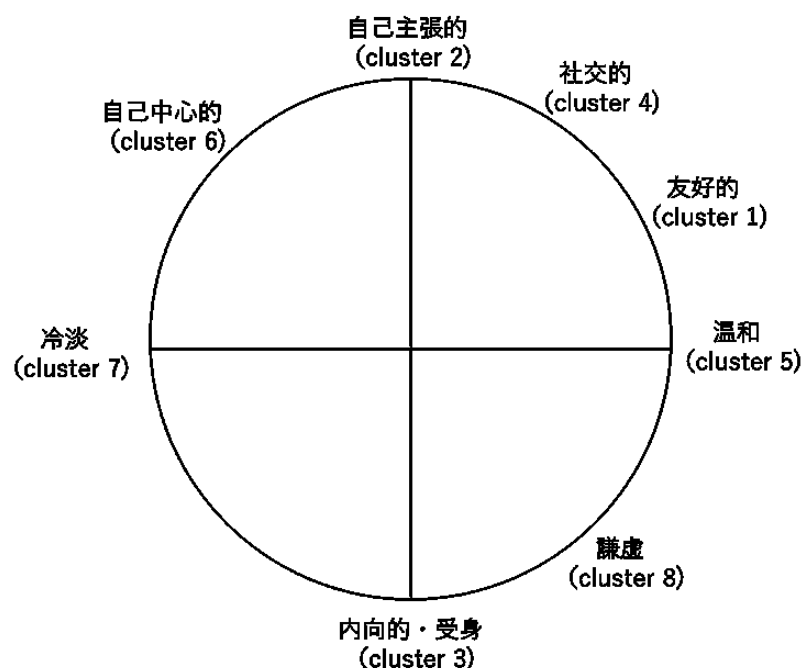 自己主張的
(cluster 2)
社交的
(cluster 4)
自己中心的
(cluster 6)
友好的
(cluster 1)
冷淡
(cluster 7)
温和
(cluster 5)
謙虚
(cluster 8)
内向的・受身
(cluster 3)